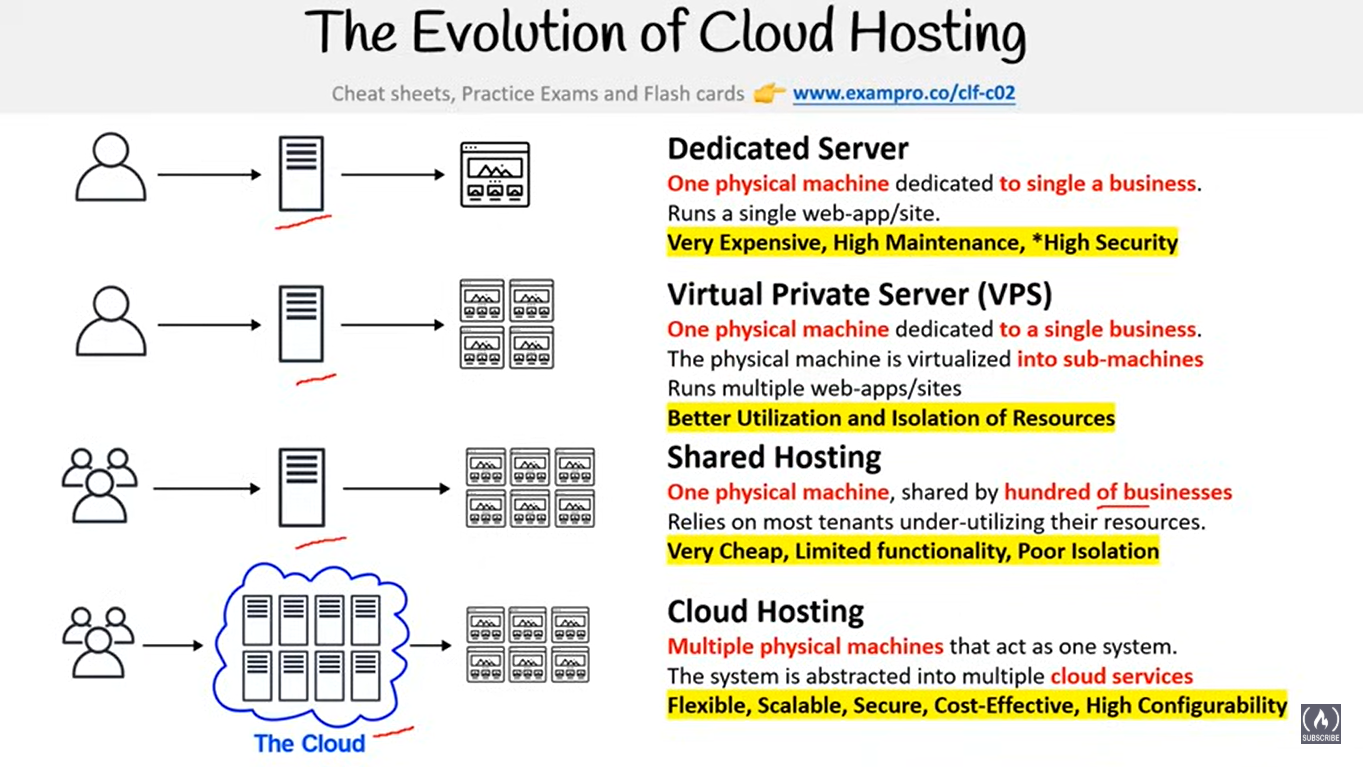 The Evolution of Cloud Hosting
Cheat sheets, Practice Exams and Flash cards 👉 www.exampro.co/clf-c02
Dedicated Server
One physical machine dedicated to single a business.
Runs a single web-app/site.
Very Expensive, High Maintenance, *High Security
Virtual Private Server (VPS)
One physical machine dedicated to a single business.
The physical machine is virtualized into sub-machines
Runs multiple web-apps/sites
Better Utilization and Isolation of Resources
Shared Hosting
One physical machine, shared by hundred of businesses
Relies on most tenants under-utilizing their resources.
Very Cheap, Limited functionality, Poor Isolation
Cloud Hosting
Multiple physical machines that act as one system.
The system is abstracted into multiple cloud services
Flexible, Scalable, Secure, Cost-Effective, High Configurability
The Cloud
SUBSCRIBE